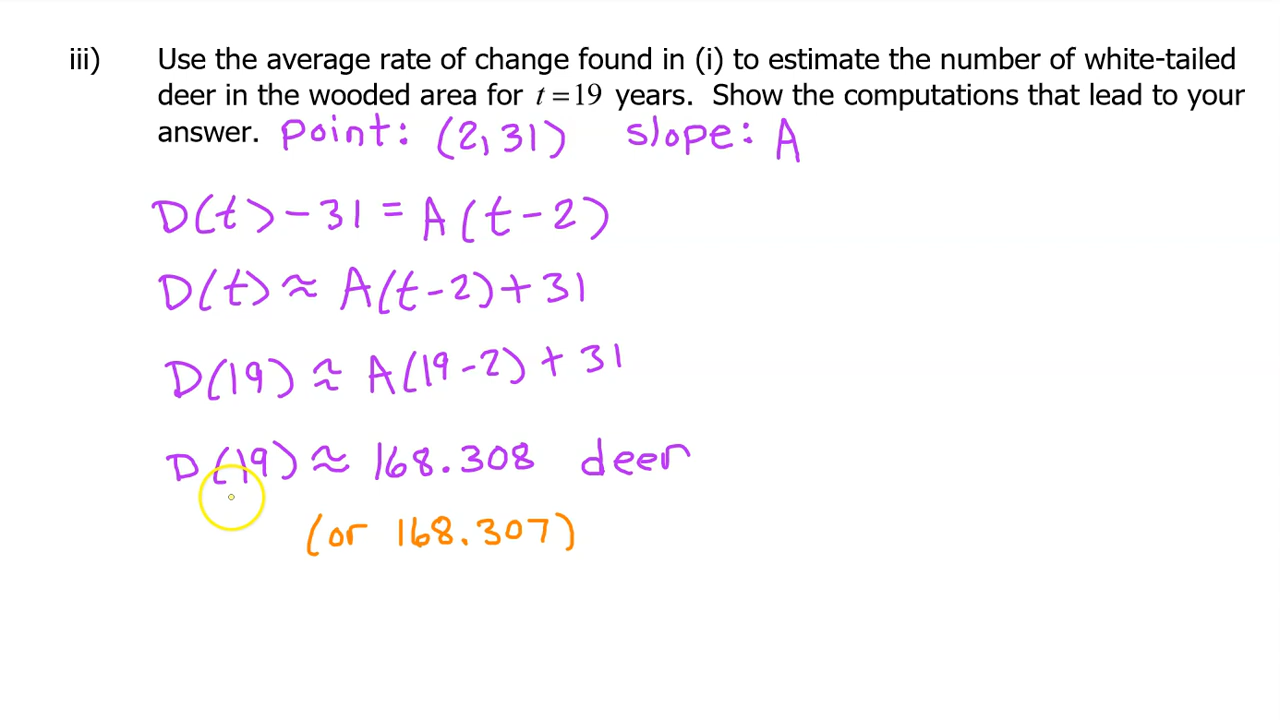 iii) Use the average rate of change found in (i) to estimate the number of white-tailed
deer in the wooded area for t = 19 years. Show the computations that lead to your
answer. point: (2, 31) slope: A
D(t) - 31 = A(t - 2)
D(t) ≈ A(t - 2) + 31
D(19) ≈ A(19 - 2) + 31
D(19) ≈ 168.308 deer
(or 168.307)